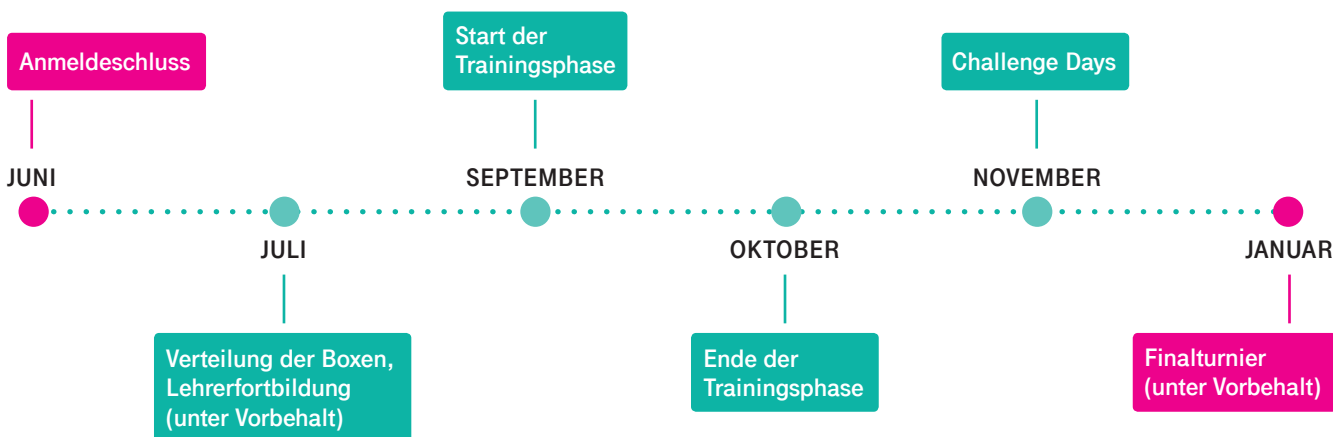 Anmeldeschluss
JUNI
Verteilung der Boxen,
Lehrerfortbildung
(unter Vorbehalt)
JULI
Start der
Trainingsphase
SEPTEMBER
OKTOBER
Ende der
Trainingsphase
Challenge Days
NOVEMBER
JANUAR
Finalturnier
(unter Vorbehalt)